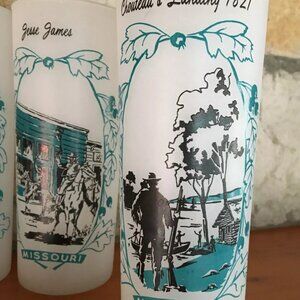 Jesse James
MISSOURI
Chouteau's Landing 1821